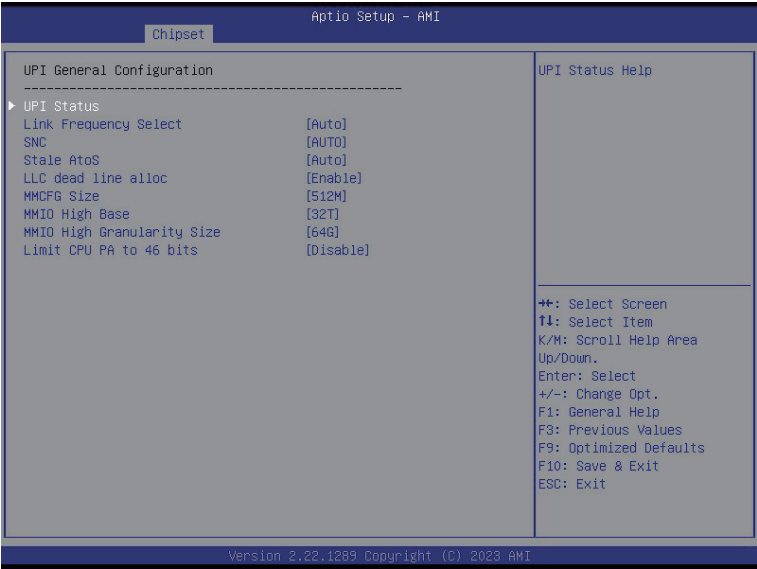 Aptio Setup – AMI
Chipset
UPI General Configuration
UPI Status
Link Frequency Select [Auto]
SNC [AUTO]
Stale AtoS [Auto]
LLC dead line alloc [Enable]
MMCFG Size [512M]
MMIO High Base [32T]
MMIO High Granularity Size [64G]
Limit CPU PA to 46 bits [Disable]
UPI Status Help
→←: Select Screen
↑↓: Select Item
K/M: Scroll Help Area
Up/Down.
Enter: Select
+/-: Change Opt.
F1: General Help
F3: Previous Values
F9: Optimized Defaults
F10: Save & Exit
ESC: Exit
Version 2.22.1289 Copyright (C) 2023 AMI